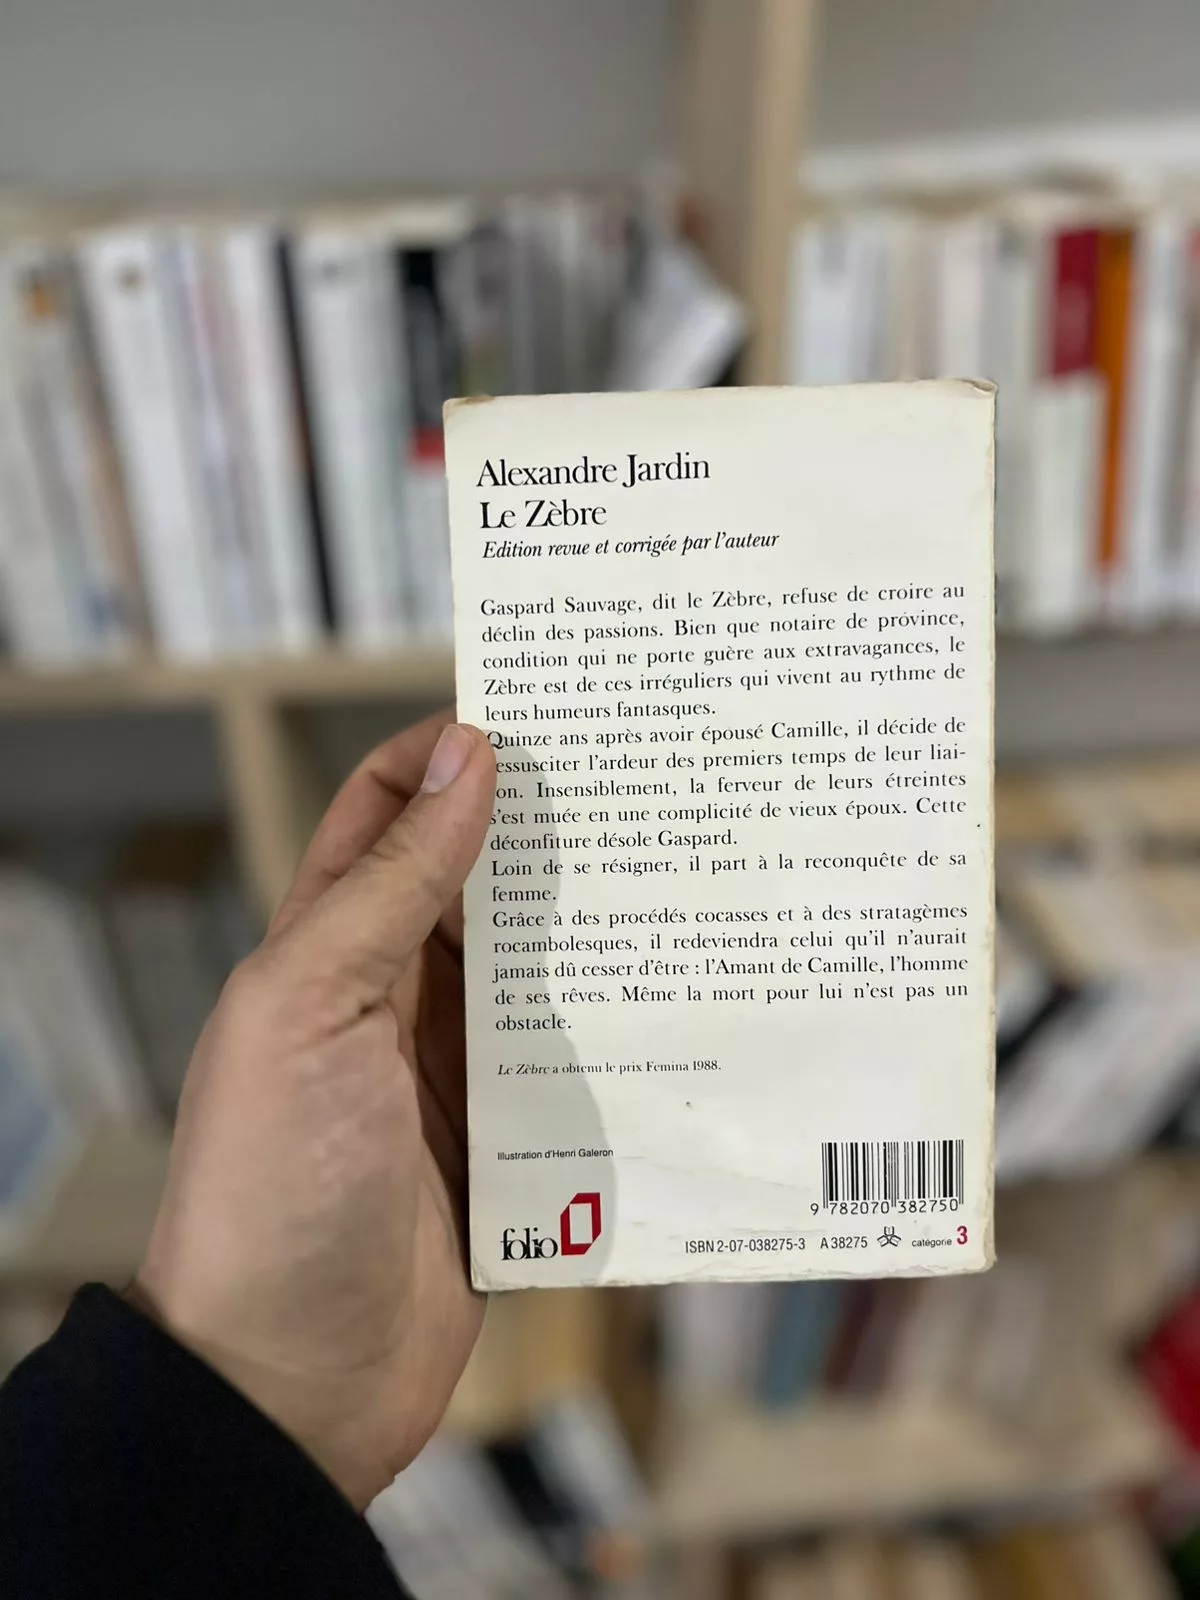 Alexandre Jardin
Le Zèbre
Edition revue et corrigée par l'auteur
Gaspard Sauvage, dit le Zèbre, refuse de croire au
déclin des passions. Bien que notaire de province,
condition qui ne porte guère aux extravagances, le
Zèbre est de ces irréguliers qui vivent au rythme de
leurs humeurs fantasques.
Quinze ans après avoir épousé Camille, il décide de
essusciter l'ardeur des premiers temps de leur liai-
on. Insensiblement, la ferveur de leurs étreintes
s'est muée en une complicité de vieux époux. Cette
déconfiture désole Gaspard.
Loin de se résigner, il part à la reconquête de sa
femme.
Grâce à des procédés cocasses et à des stratagèmes
rocambolesques, il redeviendra celui qu'il n'aurait
jamais dû cesser d'être : l'Amant de Camille, l'homme
de ses rêves. Même la mort pour lui n'est pas un
obstacle.
Le Zèbre a obtenu le prix Femina 1988.
Illustration d'Henri Galeron
9 782070 382750
folio
ISBN 2-07-038275-3 A 38275 catégorie 3